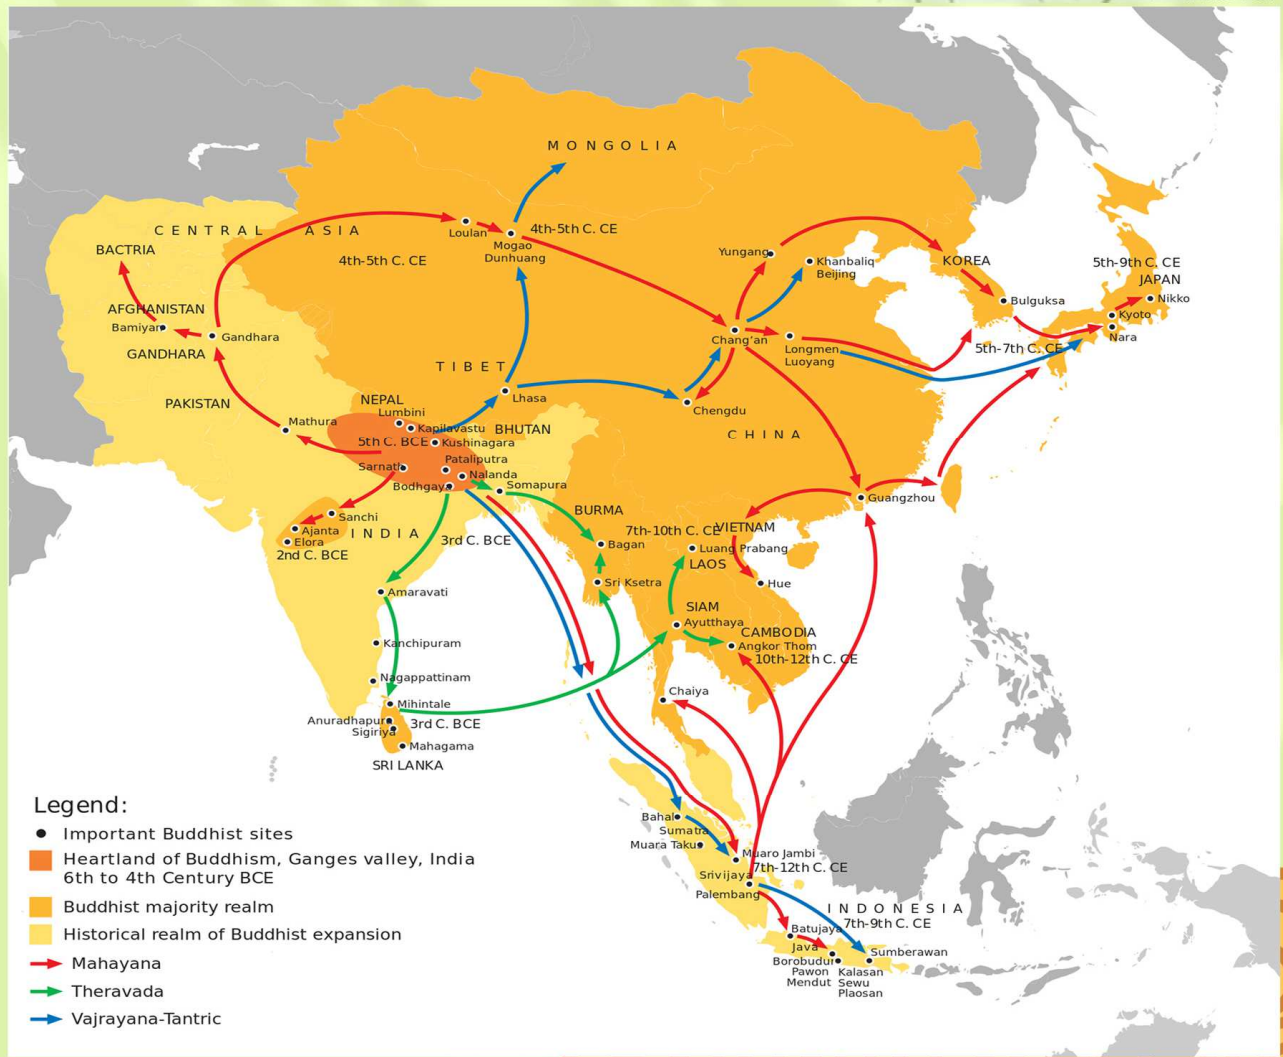 MONGOLIA
CENTRAL ASIA
BACTRIA
Loulan
4th-5th C. CE
Mogao
Dunhuang
4th-5th C. CE
Yungang
Khanbaliq
Beijing
KOREA
5th-9th C. CE
JAPAN
Nikko
Bulguksa
Kyoto
Nara
5th-7th C. CE
AFGHANISTAN
Bamiyan
Gandhara
GANDHARA
Chang'an
Longmen
Luoyang
TIBET
Lhasa
Chengdu
PAKISTAN
NEPAL
Lumbini
Mathura
Kapilavastu
BHUTAN
5th C. BCE
Kushinagara
CHINA
Sarnath
Pataliputra
Nalanda
Bodhgaya
Somapura
Guangzhou
Sanchi
Ajanta
INDIA
Elora
2nd C. BCE
3rd C. BCE
BURMA
7th-10th C. CE
VIETNAM
Bagan
Luang Prabang
LAOS
Sri Ksetra
Hue
Amaravati
SIAM
Ayutthaya
CAMBODIA
Angkor Thom
10th-12th C. CE
Kanchipuram
Nagappattinam
Chaiya
Mihintale
Anuradhapura
3rd C. BCE
Sigiriya
Mahagama
SRI LANKA
Bahal
Sumatra
Muara Takus
Muaro Jambi
7th-12th C. CE
Srivijaya
Palembang
INDONESIA
7th-9th C. CE
Batujaya
Java
Sumberawan
Borobudur
Pawon
Mendut
Kalasan
Sewu
Plaosan
Legend:
Important Buddhist sites
Heartland of Buddhism, Ganges valley, India
6th to 4th Century BCE
Buddhist majority realm
Historical realm of Buddhist expansion
Mahayana
Theravada
Vajrayana-Tantric